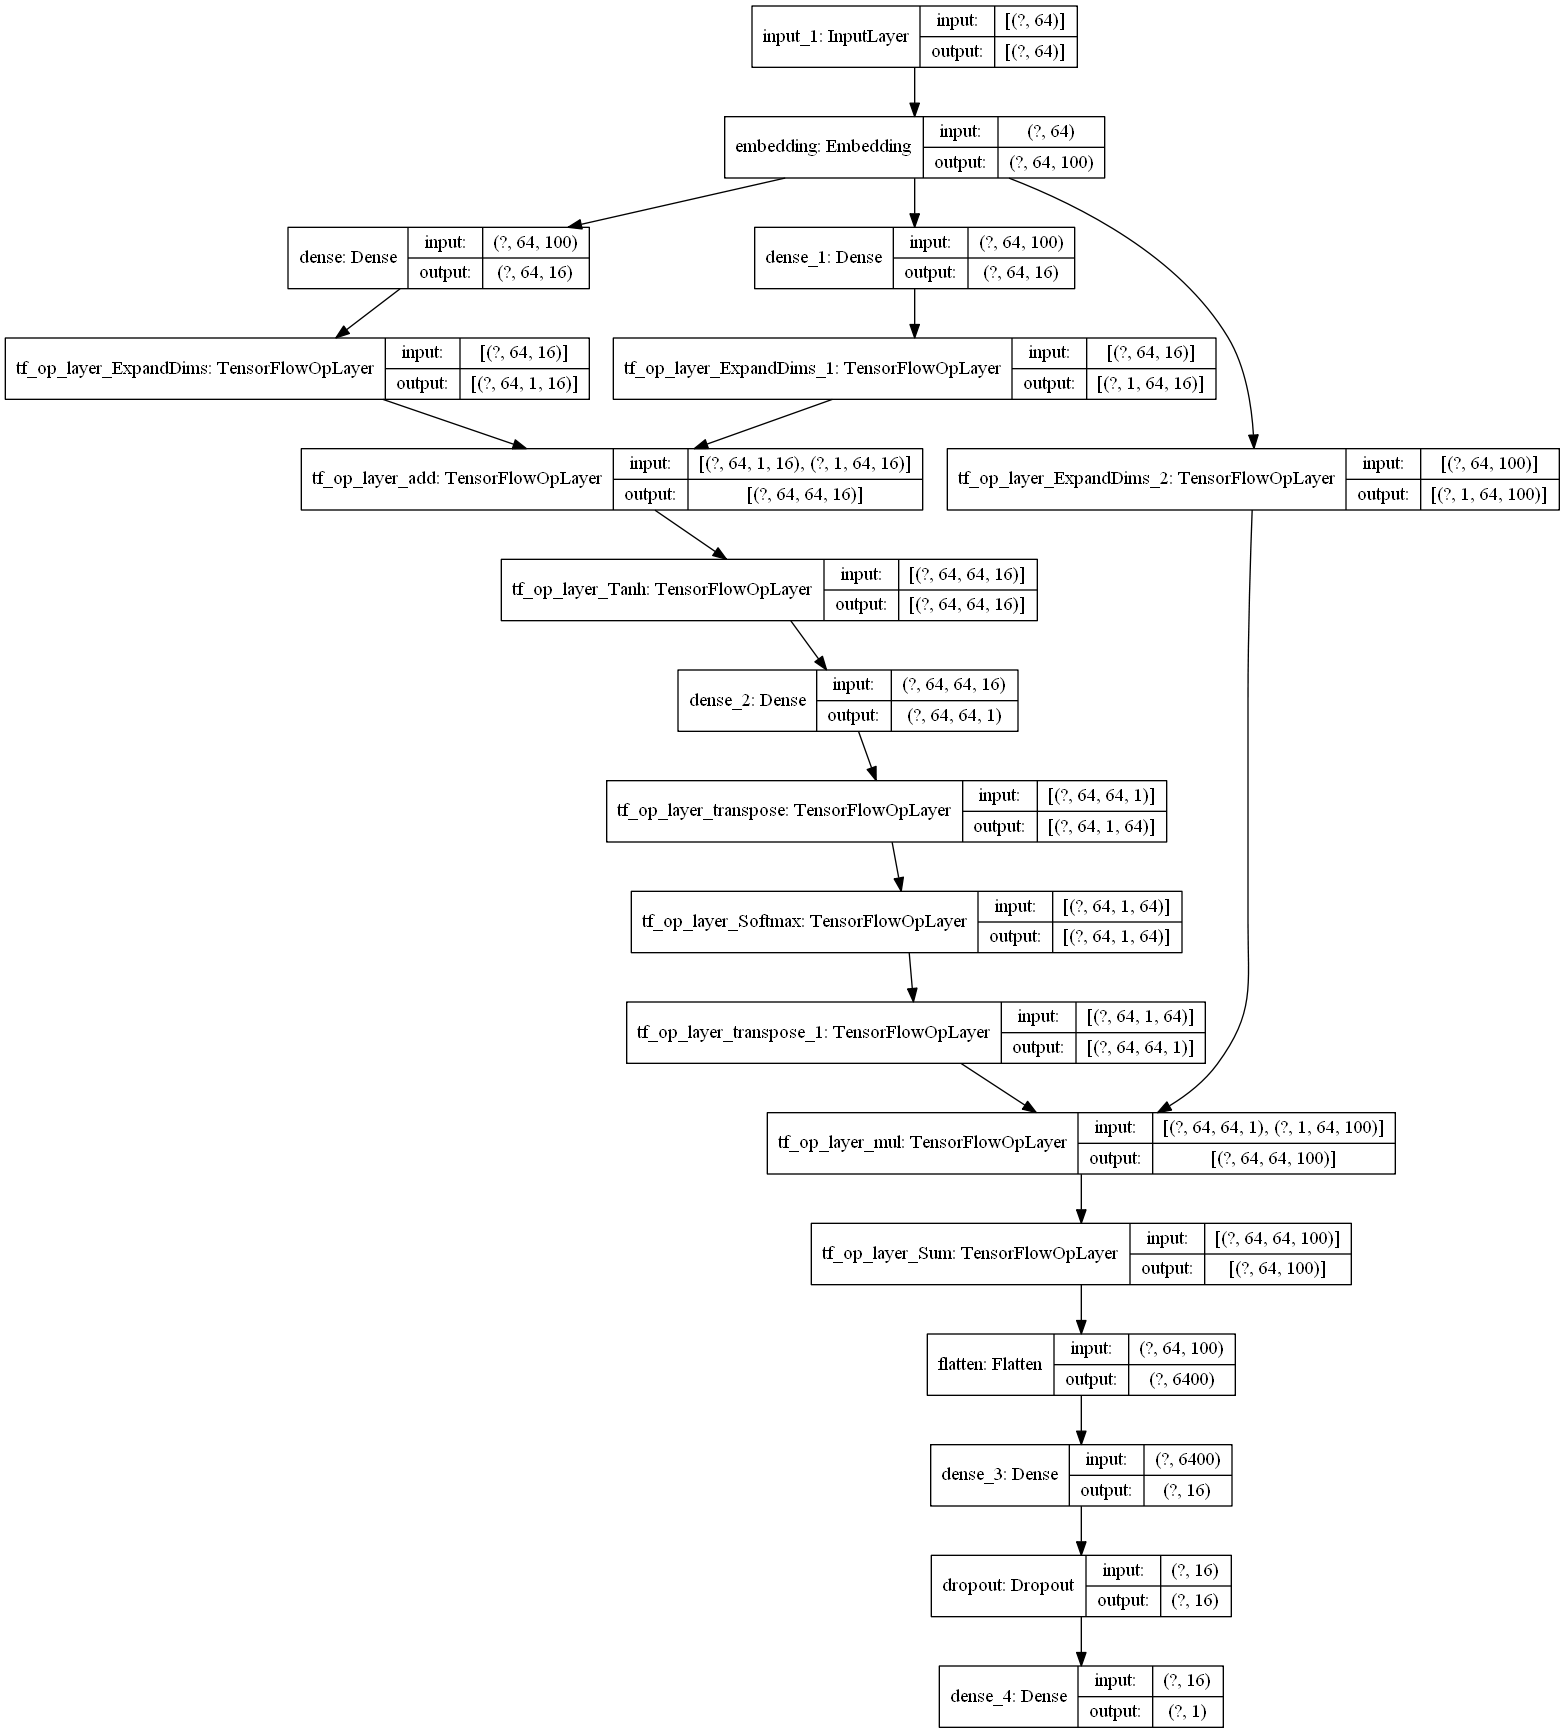 input_1: InputLayer
input:
[(?, 64)]
output:
[(?, 64)]
embedding: Embedding
input:
(?, 64)
output:
(?, 64, 100)
dense: Dense
input:
(?, 64, 100)
output:
(?, 64, 16)
dense_1: Dense
input:
(?, 64, 100)
output:
(?, 64, 16)
tf_op_layer_ExpandDims: TensorFlowOpLayer
input:
[(?, 64, 16)]
output:
[(?, 64, 1, 16)]
tf_op_layer_ExpandDims_1: TensorFlowOpLayer
input:
[(?, 64, 16)]
output:
[(?, 1, 64, 16)]
tf_op_layer_add: TensorFlowOpLayer
input:
[(?, 64, 1, 16), (?, 1, 64, 16)]
output:
[(?, 64, 64, 16)]
tf_op_layer_ExpandDims_2: TensorFlowOpLayer
input:
[(?, 64, 100)]
output:
[(?, 1, 64, 100)]
tf_op_layer_Tanh: TensorFlowOpLayer
input:
[(?, 64, 64, 16)]
output:
[(?, 64, 64, 16)]
dense_2: Dense
input:
(?, 64, 64, 16)
output:
(?, 64, 64, 1)
tf_op_layer_transpose: TensorFlowOpLayer
input:
[(?, 64, 64, 1)]
output:
[(?, 64, 1, 64)]
tf_op_layer_Softmax: TensorFlowOpLayer
input:
[(?, 64, 1, 64)]
output:
[(?, 64, 1, 64)]
tf_op_layer_transpose_1: TensorFlowOpLayer
input:
[(?, 64, 1, 64)]
output:
[(?, 64, 64, 1)]
tf_op_layer_mul: TensorFlowOpLayer
input:
[(?, 64, 64, 1), (?, 1, 64, 100)]
output:
[(?, 64, 64, 100)]
tf_op_layer_Sum: TensorFlowOpLayer
input:
[(?, 64, 64, 100)]
output:
[(?, 64, 100)]
flatten: Flatten
input:
(?, 64, 100)
output:
(?, 6400)
dense_3: Dense
input:
(?, 6400)
output:
(?, 16)
dropout: Dropout
input:
(?, 16)
output:
(?, 16)
dense_4: Dense
input:
(?, 16)
output:
(?, 1)